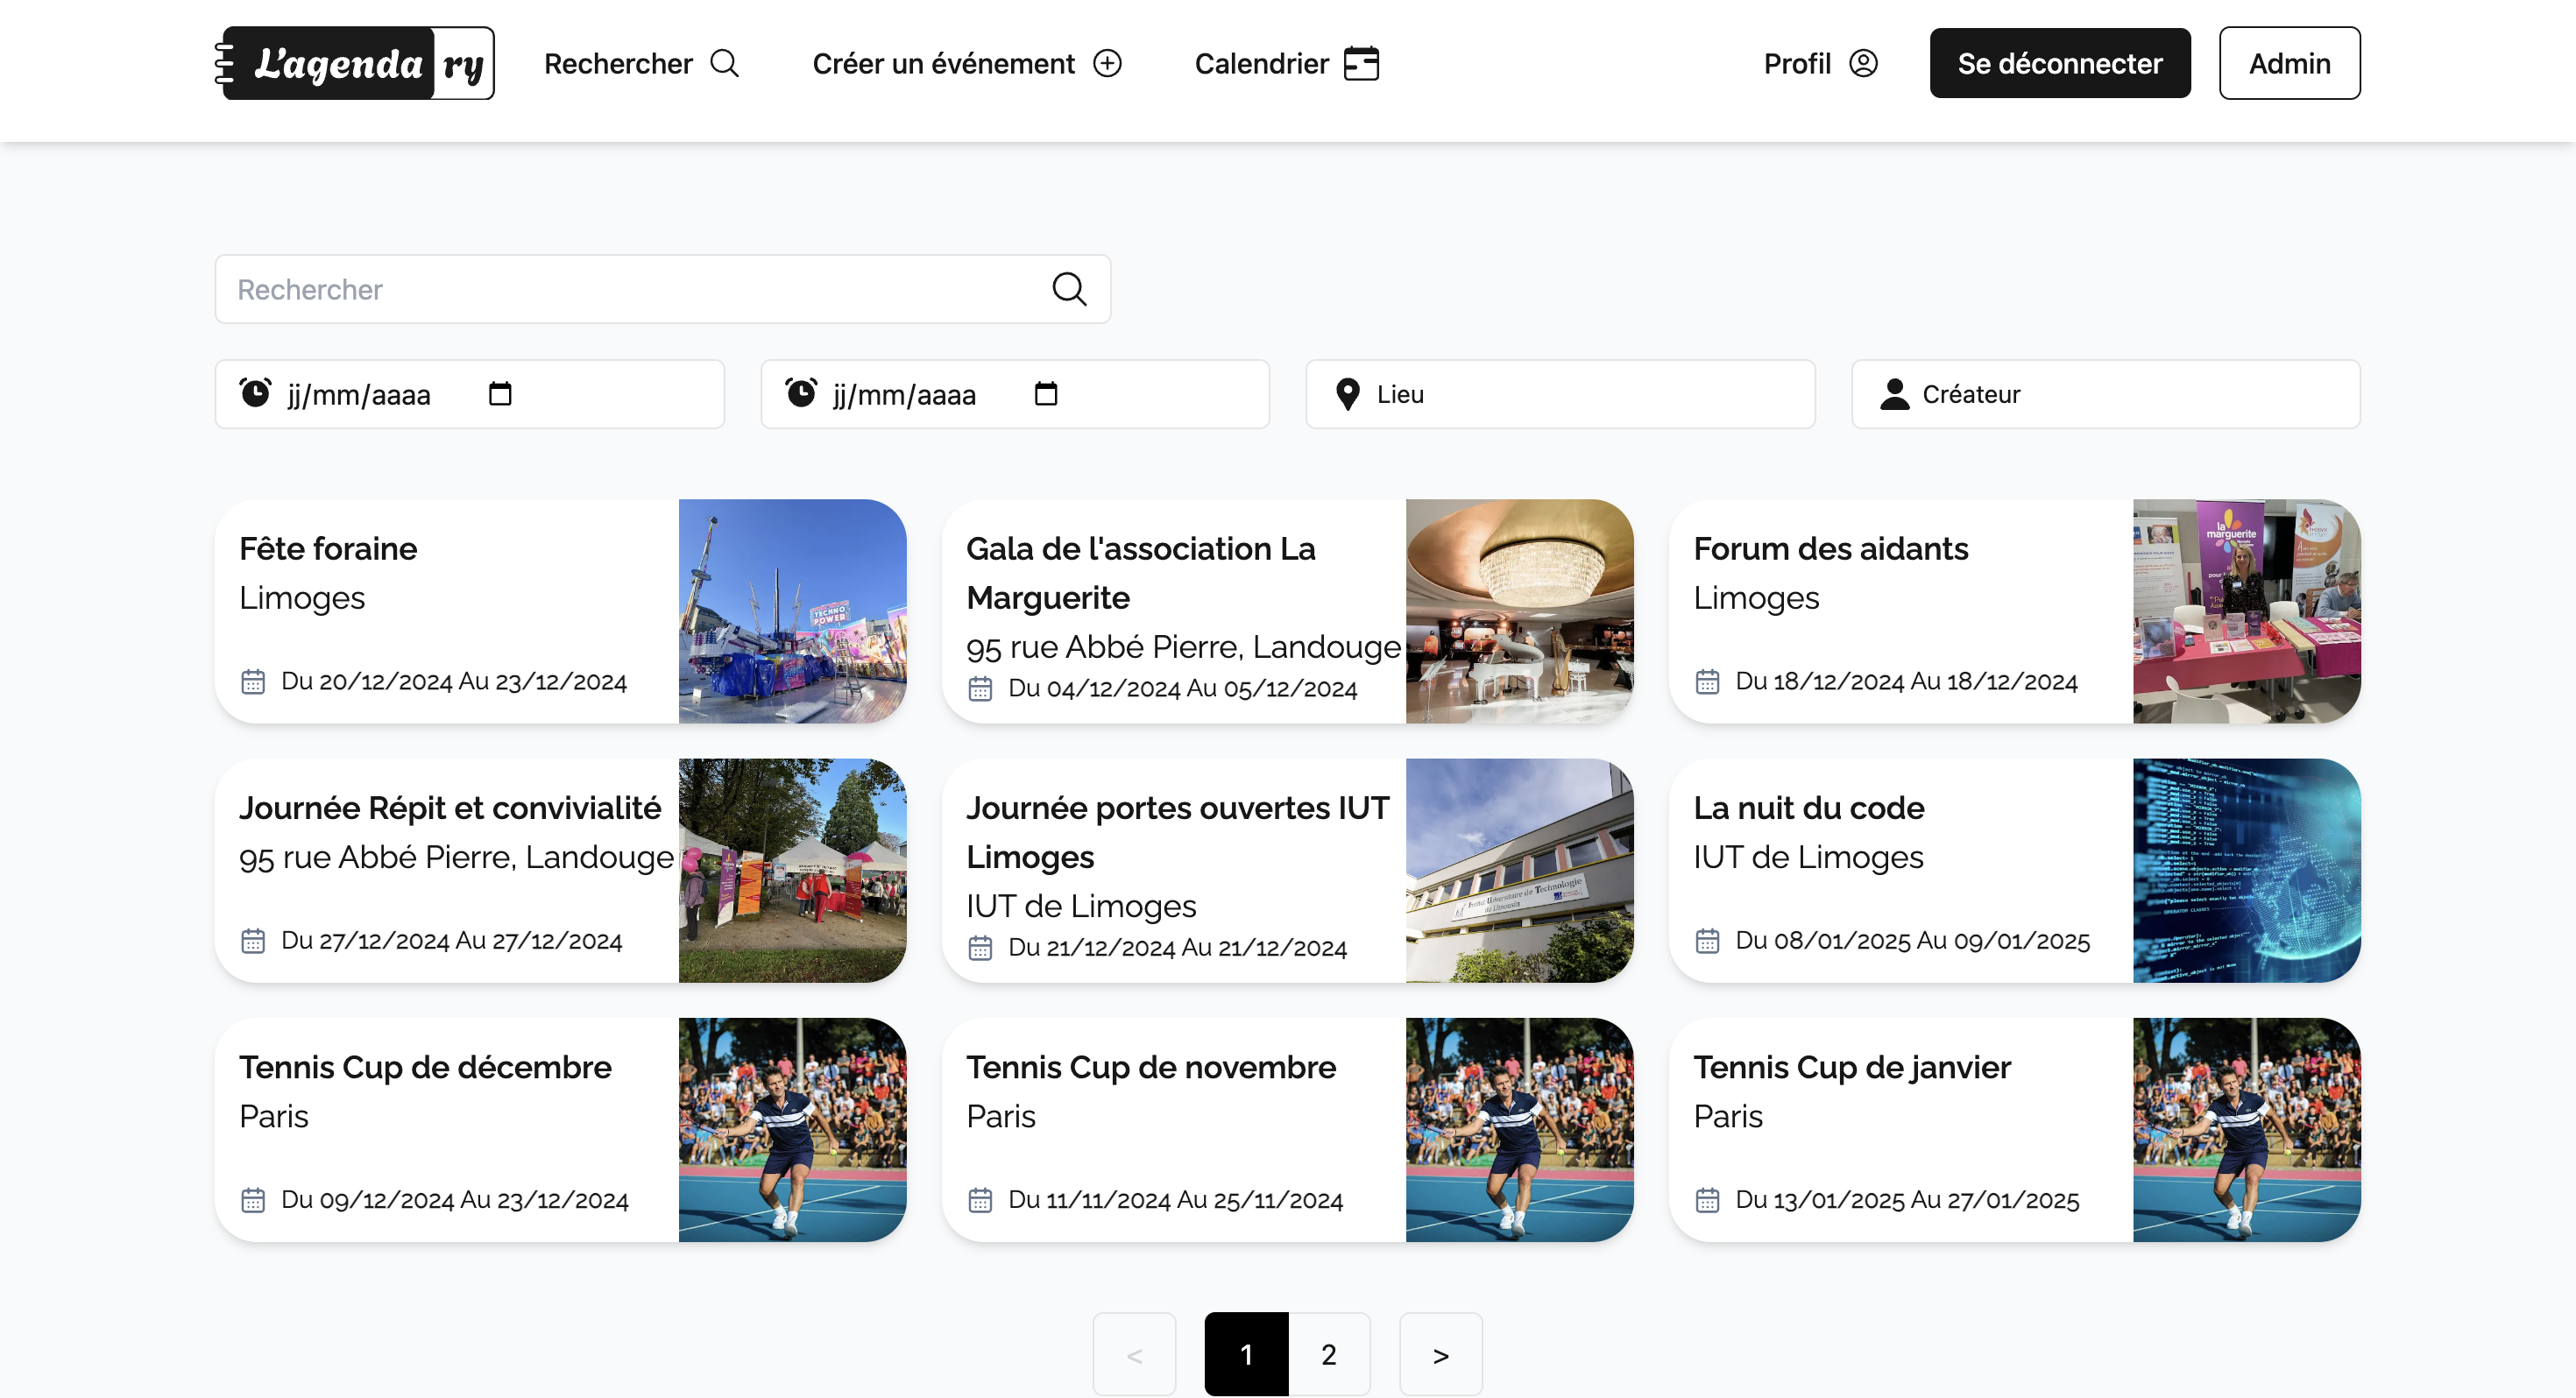 L'agenda ry
Rechercher
Créer un événement
Calendrier
Profil
Se déconnecter
Admin
Rechercher
jj/mm/aaaa
jj/mm/aaaa
Lieu
Créateur
Fête foraine
Limoges
Du 20/12/2024 Au 23/12/2024
TECHNO
POWER
Gala de l'association La
Marguerite
95 rue Abbé Pierre, Landouge
Du 04/12/2024 Au 05/12/2024
Forum des aidants
Limoges
Du 18/12/2024 Au 18/12/2024
la
marguerite
Journée Répit et convivialité
95 rue Abbé Pierre, Landouge
Du 27/12/2024 Au 27/12/2024
Journée portes ouvertes IUT
Limoges
IUT de Limoges
Du 21/12/2024 Au 21/12/2024
Institut Universitaire de Technologie
du Limousin
La nuit du code
IUT de Limoges
Du 08/01/2025 Au 09/01/2025
Tennis Cup de décembre
Paris
Du 09/12/2024 Au 23/12/2024
Tennis Cup de novembre
Paris
Du 11/11/2024 Au 25/11/2024
Tennis Cup de janvier
Paris
Du 13/01/2025 Au 27/01/2025
< 1 2 >